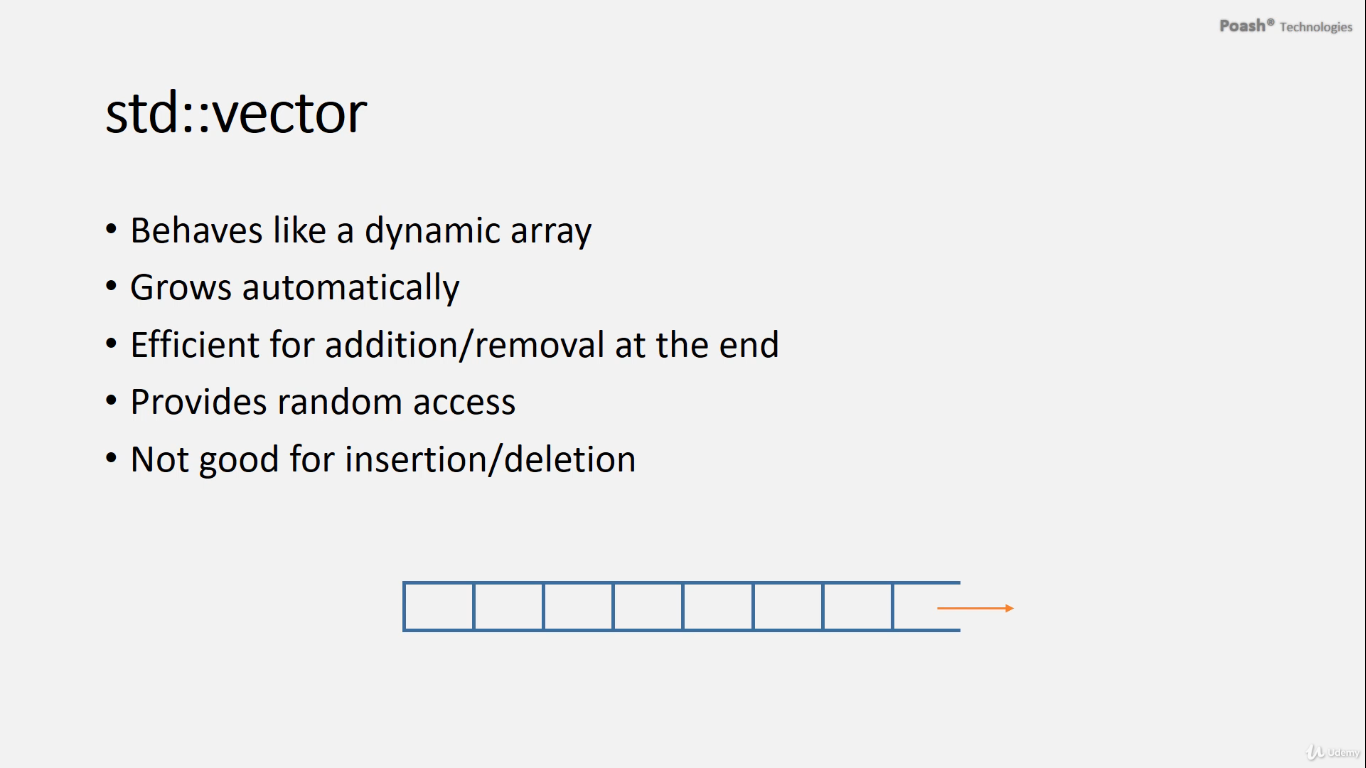 Poash® Technologies
std::vector
• Behaves like a dynamic array
• Grows automatically
• Efficient for addition/removal at the end
• Provides random access
• Not good for insertion/deletion
Udemy